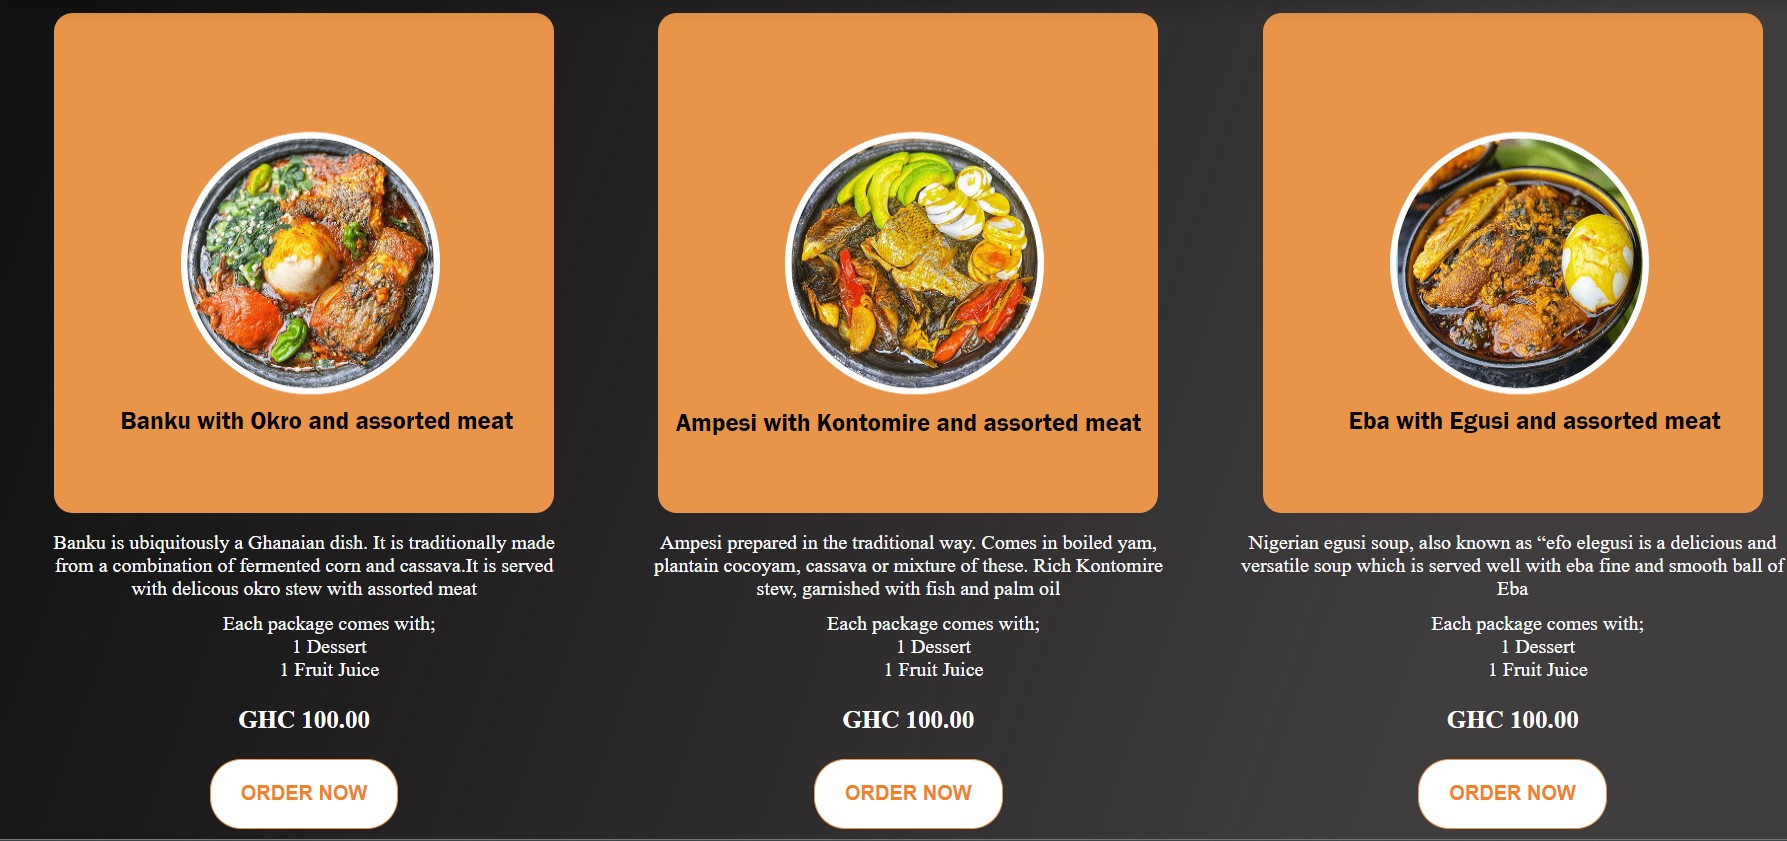 Banku with Okro and assorted meat
Banku is ubiquitously a Ghanaian dish. It is traditionally made
from a combination of fermented corn and cassava.It is served
with delicous okro stew with assorted meat
Each package comes with;
1 Dessert
1 Fruit Juice
GHC 100.00
ORDER NOW
Ampesi with Kontomire and assorted meat
Ampesi prepared in the traditional way. Comes in boiled yam,
plantain cocoyam, cassava or mixture of these. Rich Kontomire
stew, garnished with fish and palm oil
Each package comes with;
1 Dessert
1 Fruit Juice
GHC 100.00
ORDER NOW
Eba with Egusi and assorted meat
Nigerian egusi soup, also known as “efo elegusi is a delicious and
versatile soup which is served well with eba fine and smooth ball of
Eba
Each package comes with;
1 Dessert
1 Fruit Juice
GHC 100.00
ORDER NOW